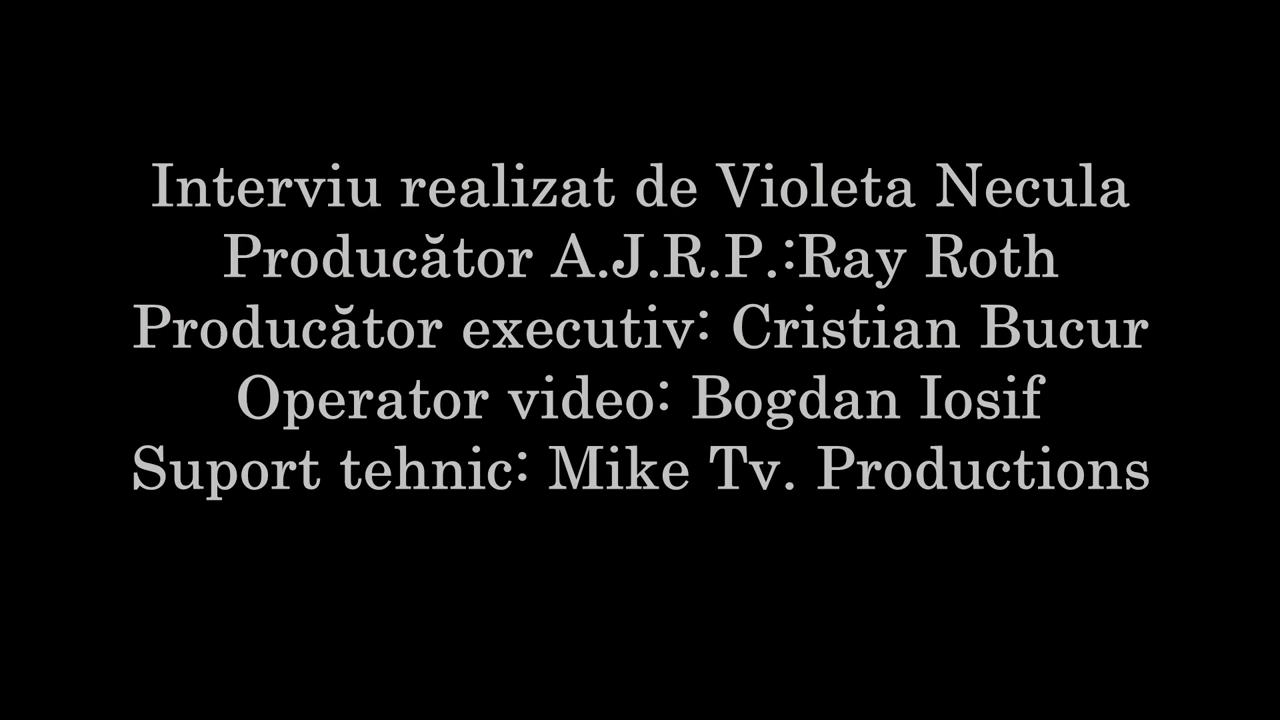 Interviu realizat de Violeta Necula
Producător A.J.R.P.:Ray Roth
Producător executiv: Cristian Bucur
Operator video: Bogdan Iosif
Suport tehnic: Mike Tv. Productions